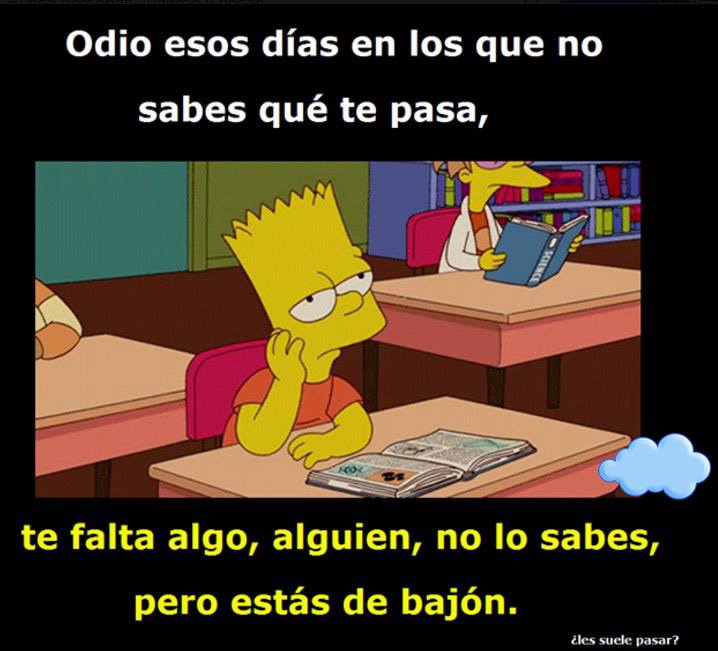 Odio esos días en los que no
sabes qué te pasa,
SCIENCE
te falta algo, alguien, no lo sabes,
pero estás de bajón.
¿les suele pasar?